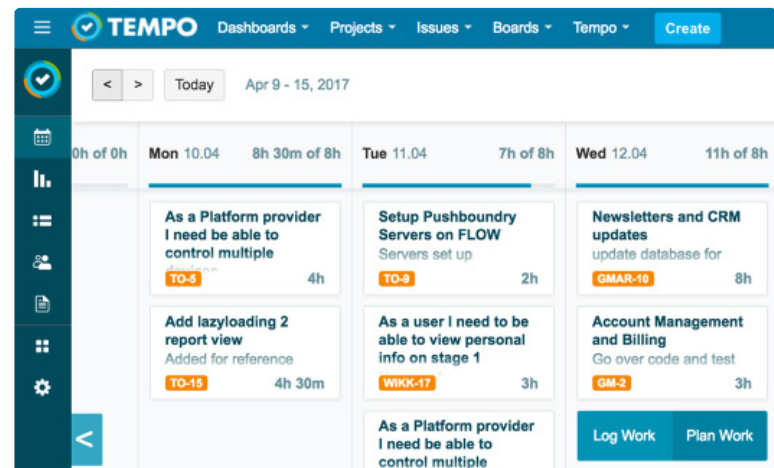 TEMPO Dashboards Projects Issues Boards Tempo Create
< > Today Apr 9 - 15, 2017
0h of 0h Mon 10.04 8h 30m of 8h Tue 11.04 7h of 8h Wed 12.04 11h of 8h
As a Platform provider
I need be able to
control multiple
TO-5 4h
Add lazyloading 2
report view
Added for reference
TO-15 4h 30m
Setup Pushboundry
Servers on FLOW
Servers set up
TO-9 2h
As a user I need to be
able to view personal
info on stage 1
WIKK-17 3h
As a Platform provider
I need be able to
control multiple
Newsletters and CRM
updates
update database for
GMAR-10 8h
Account Management
and Billing
Go over code and test
GM-2 3h
Log Work Plan Work
<